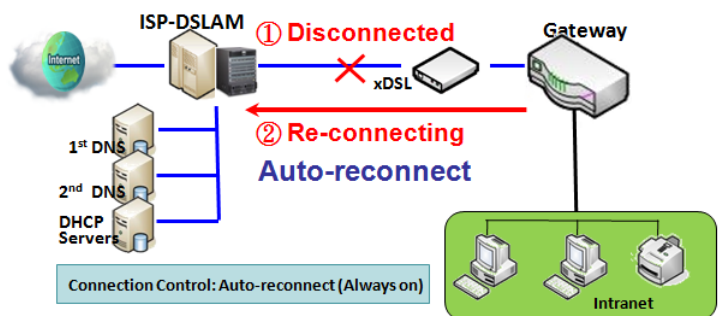 ISP-DSLAM
① Disconnected
Gateway
Internet
xDSL
② Re-connecting
1st DNS
Auto-reconnect
2nd DNS
DHCP
Servers
Connection Control: Auto-reconnect (Always on)
Intranet